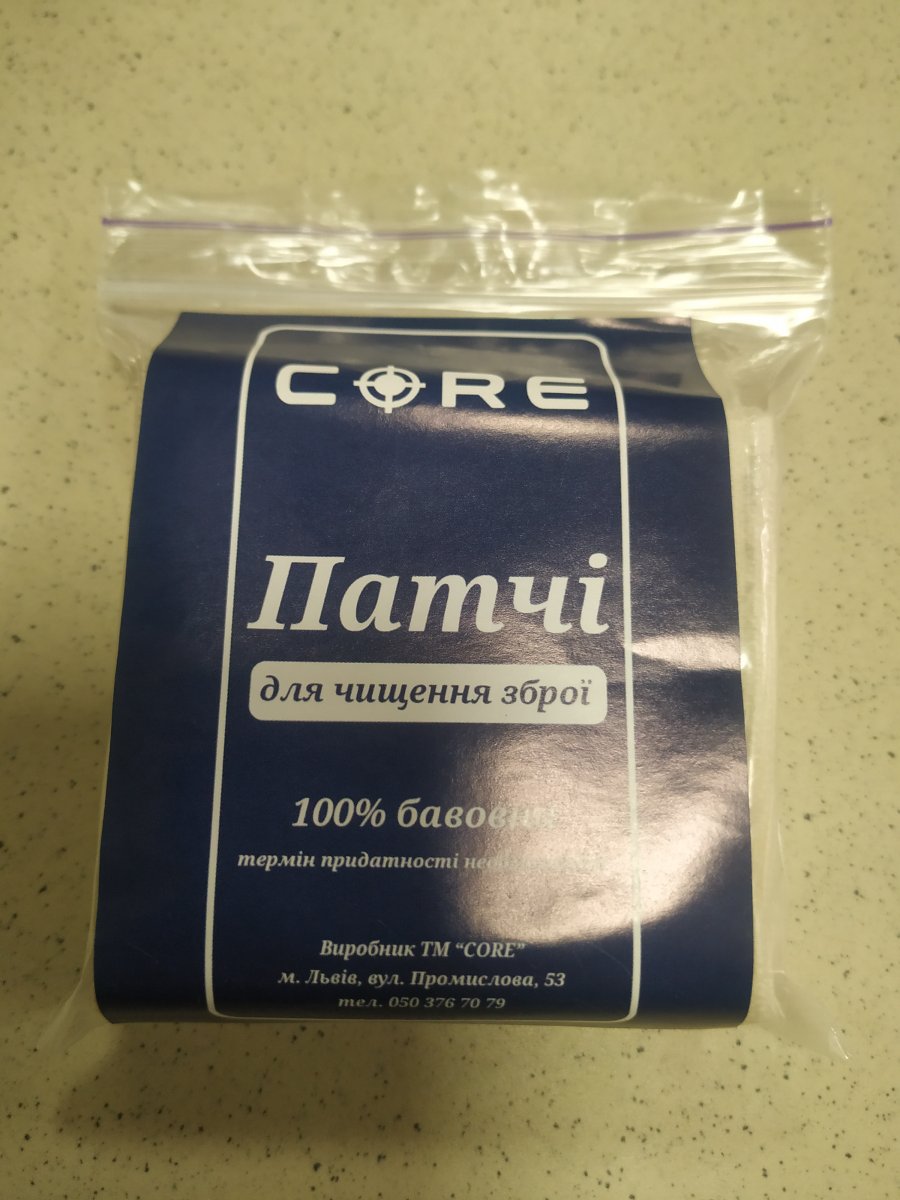 CORE
Патчі
для чищення зброї
100% бавовна
термін придатності
Виробник ТМ “CORE”
м. Львів, вул. Промислова, 53
тел. 050 376 70 79